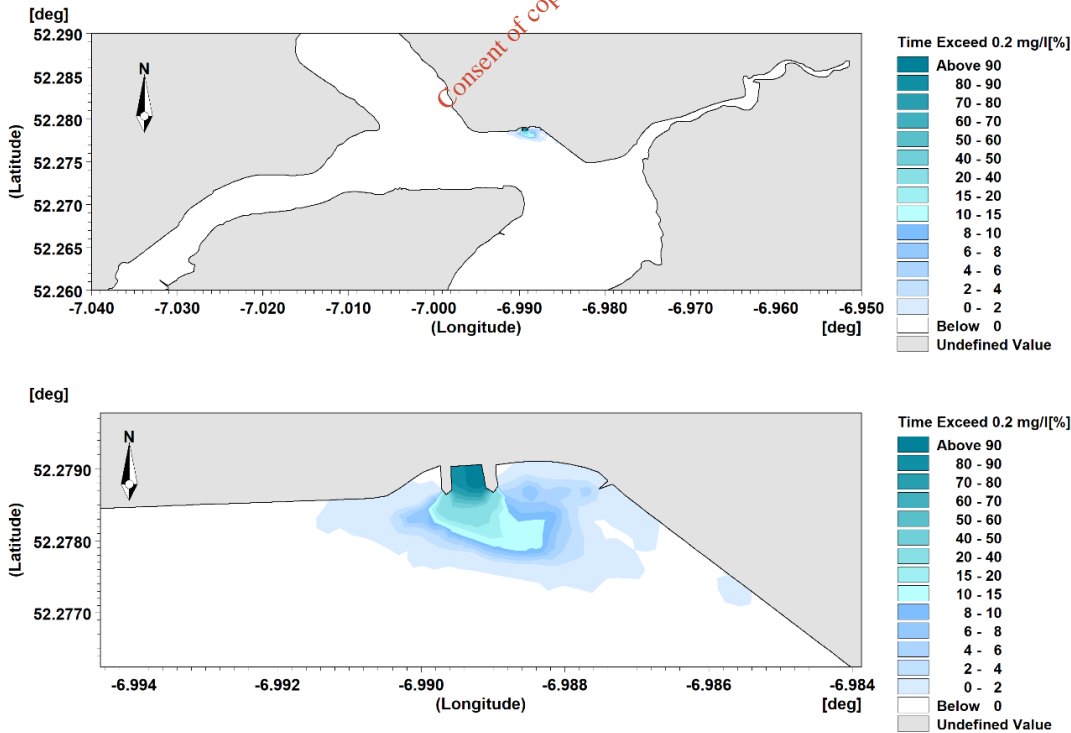 [deg]
52.290
52.285
52.280
52.275
52.270
52.265
52.260
(Latitude)
N
Consent of cop
-7.040 -7.030 -7.020 -7.010 -7.000 -6.990 -6.980 -6.970 -6.960 -6.950
(Longitude) [deg]
Time Exceed 0.2 mg/l[%]
Above 90
80 - 90
70 - 80
60 - 70
50 - 60
40 - 50
20 - 40
15 - 20
10 - 15
8 - 10
6 - 8
4 - 6
2 - 4
0 - 2
Below 0
Undefined Value
[deg]
52.2790
52.2780
52.2770
(Latitude)
N
-6.994 -6.992 -6.990 -6.988 -6.986 -6.984
(Longitude) [deg]
Time Exceed 0.2 mg/l[%]
Above 90
80 - 90
70 - 80
60 - 70
50 - 60
40 - 50
20 - 40
15 - 20
10 - 15
8 - 10
6 - 8
4 - 6
2 - 4
0 - 2
Below 0
Undefined Value